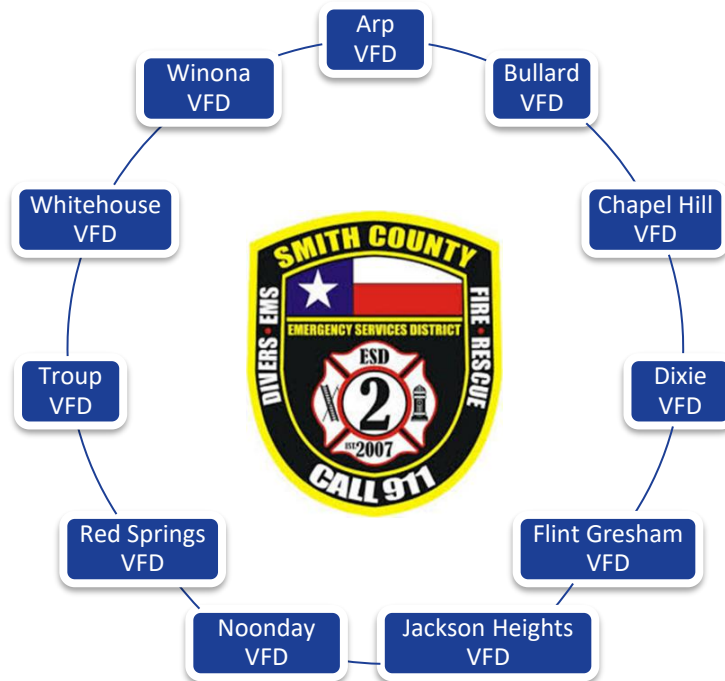 Arp
VFD
Bullard
VFD
Chapel Hill
VFD
Dixie
VFD
Flint Gresham
VFD
Jackson Heights
VFD
Noonday
VFD
Red Springs
VFD
Troup
VFD
Whitehouse
VFD
Winona
VFD
SMITH COUNTY
DIVERS • EMS
FIRE • RESCUE
EMERGENCY SERVICES DISTRICT
ESD
2
EST. 2007
CALL 911